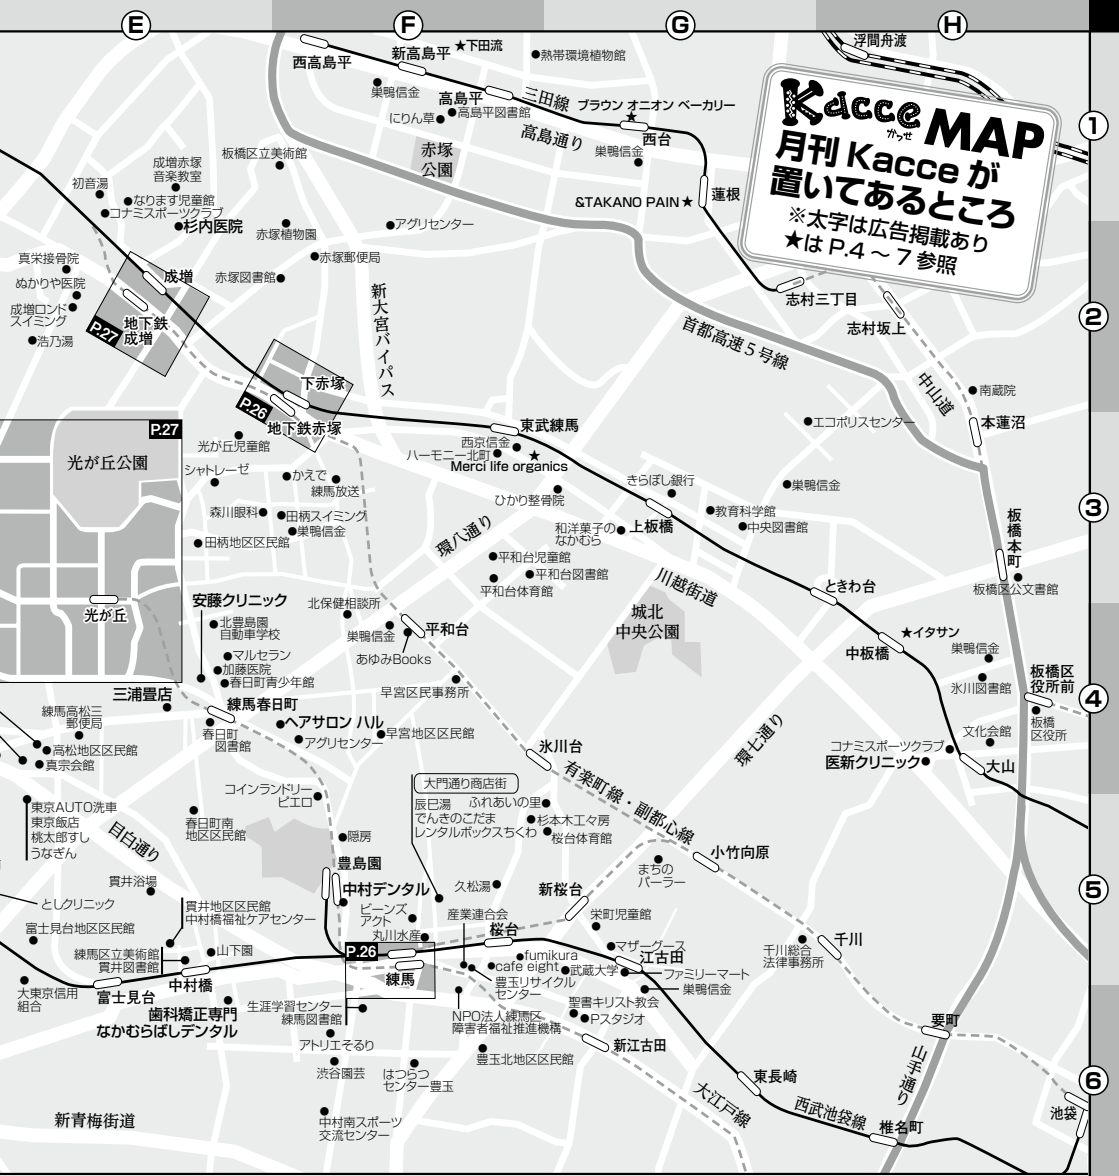 E
F
G
H
1
2
3
4
5
6
Kacce
かっせ
MAP
月刊 Kacce が
置いてあるところ
※太字は広告掲載あり
★は P.4 ～ 7 参照
浮間舟渡
西高島平
新高島平
★下田流
熱帯環境植物館
巣鴨信金
高島平
高島平図書館
にりん草
三田線
高島通り
ブラウン オニオン ベーカリー
★
西台
巣鴨信金
赤塚
公園
&TAKANO PAIN★
蓮根
成増赤塚
音楽教室
板橋区立美術館
初音湯
なります児童館
コナミスポーツクラブ
杉内医院
赤塚植物園
アグリセンター
真栄接骨院
ぬかりや医院
成増ロンド
スイミング
浩乃湯
成増
地下鉄
成増
P.27
赤塚図書館
赤塚郵便局
新大宮バイパス
志村三丁目
志村坂上
首都高速5号線
中山道
南蔵院
本蓮沼
エコポリスセンター
下赤塚
P.26
地下鉄赤塚
P.27
光が丘公園
光が丘
光が丘児童館
シャトレーゼ
かえで
練馬放送
森川眼科
田柄スイミング
巣鴨信金
田柄地区区民館
東武練馬
西京信金
ハーモニー北町
★
Merci life organics
ひかり整骨院
きらぼし銀行
巣鴨信金
教育科学館
中央図書館
和洋菓子の
なかむら
上板橋
環八通り
平和台児童館
平和台図書館
平和台体育館
川越街道
ときわ台
板橋本町
板橋区公文書館
城北
中央公園
安藤クリニック
北豊島園
自動車学校
マルセラン
加藤医院
春日町青少年館
北保健相談所
巣鴨信金
平和台
あゆみBooks
早宮区民事務所
★イタサン
中板橋
巣鴨信金
氷川図書館
板橋区
役所前
板橋
区役所
文化会館
コナミスポーツクラブ
医新クリニック
大山
三浦畳店
練馬高松三
郵便局
高松地区区民館
真宗会館
練馬春日町
春日町
図書館
ヘアサロン ハル
アグリセンター
早宮地区区民館
氷川台
環七通り
有楽町線・副都心線
東京AUTO洗車
東京飯店
桃太郎すし
うなぎん
目白通り
コインランドリー
ピエロ
春日町南
地区区民館
大門通り商店街
辰巳湯
でんきのこだま
レンタルボックスちくわ
ふれあいの里
杉本木工々房
桜台体育館
隠房
豊島園
中村デンタル
ビーンズ
アクト
丸川水産
久松湯
新桜台
小竹向原
まちの
パーラー
貫井浴場
としクリニック
富士見台地区区民館
貫井地区区民館
中村橋福祉ケアセンター
練馬区立美術館
貫井図書館
山下園
中村橋
大東京信用
組合
富士見台
歯科矯正専門
なかむらばしデンタル
P.26
練馬
生涯学習センター
練馬図書館
アトリエそるり
渋谷園芸
はつらつ
センター豊玉
中村南スポーツ
交流センター
新青梅街道
産業連合会
桜台
fumikura
cafe eight
武蔵大学
豊玉リサイクル
センター
NPO法人練馬区
障害者福祉推進機構
豊玉北地区区民館
栄町児童館
マザーグース
江古田
ファミリーマート
巣鴨信金
聖書キリスト教会
Pスタジオ
新江古田
千川総合
法律事務所
千川
要町
山手通り
東長崎
大江戸線
西武池袋線
椎名町
池袋